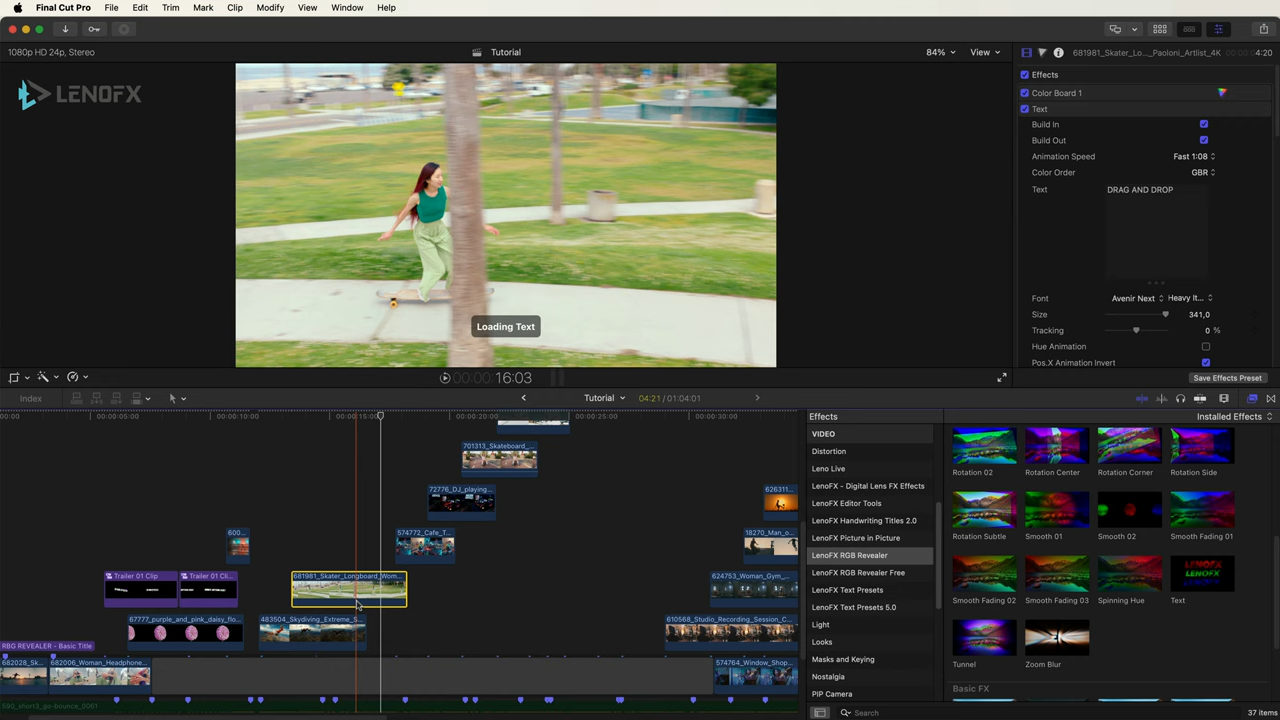 Final Cut Pro File Edit Trim Mark Clip Modify View Window Help
1080p HD 24p, Stereo
Tutorial
84%
View
681981_Skater_Lo..._Paoloni_Artlist_4K
4:20
LENOFX
Effects
Color Board 1
Text
Build In
Build Out
Animation Speed Fast 1:08
Color Order GBR
Text DRAG AND DROP
Font Avenir Next Heavy It...
Size 341,0
Tracking 0 %
Hue Animation
Pos.X Animation Invert
Loading Text
00:00:00:16:03
Save Effects Preset
Index
Tutorial
04:21 / 01:04:01
00:00:05:00
00:00:10:00
00:00:15:00
00:00:20:00
00:00:25:00
00:00:30:00
701313_Skateboard_...
72776_DJ_playing...
626311...
600...
574772_Cafe_T...
18270_Man_o...
Trailer 01 Clip
Trailer 01 Cli...
681981_Skater_Longboard_Wom...
624753_Woman_Gym_...
67777_purple_and_pink_daisy_flo...
483504_Skydiving_Extreme_S...
610568_Studio_Recording_Session_C...
RBG REVEALER - Basic Title
682028_Sk...
682006_Woman_Headphone...
574764_Window_Shop...
590_short3_go-bounce_0001
Effects
Installed Effects
VIDEO
Distortion
Leno Live
LenoFX - Digital Lens FX Effects
LenoFX Editor Tools
LenoFX Handwriting Titles 2.0
LenoFX Picture in Picture
LenoFX RGB Revealer
LenoFX RGB Revealer Free
LenoFX Text Presets
LenoFX Text Presets 5.0
Light
Looks
Masks and Keying
Nostalgia
PIP Camera
Rotation 02
Rotation Center
Rotation Corner
Rotation Side
Rotation Subtle
Smooth 01
Smooth 02
Smooth Fading 01
Smooth Fading 02
Smooth Fading 03
Spinning Hue
Text
Tunnel
Zoom Blur
Basic FX
Search
37 items